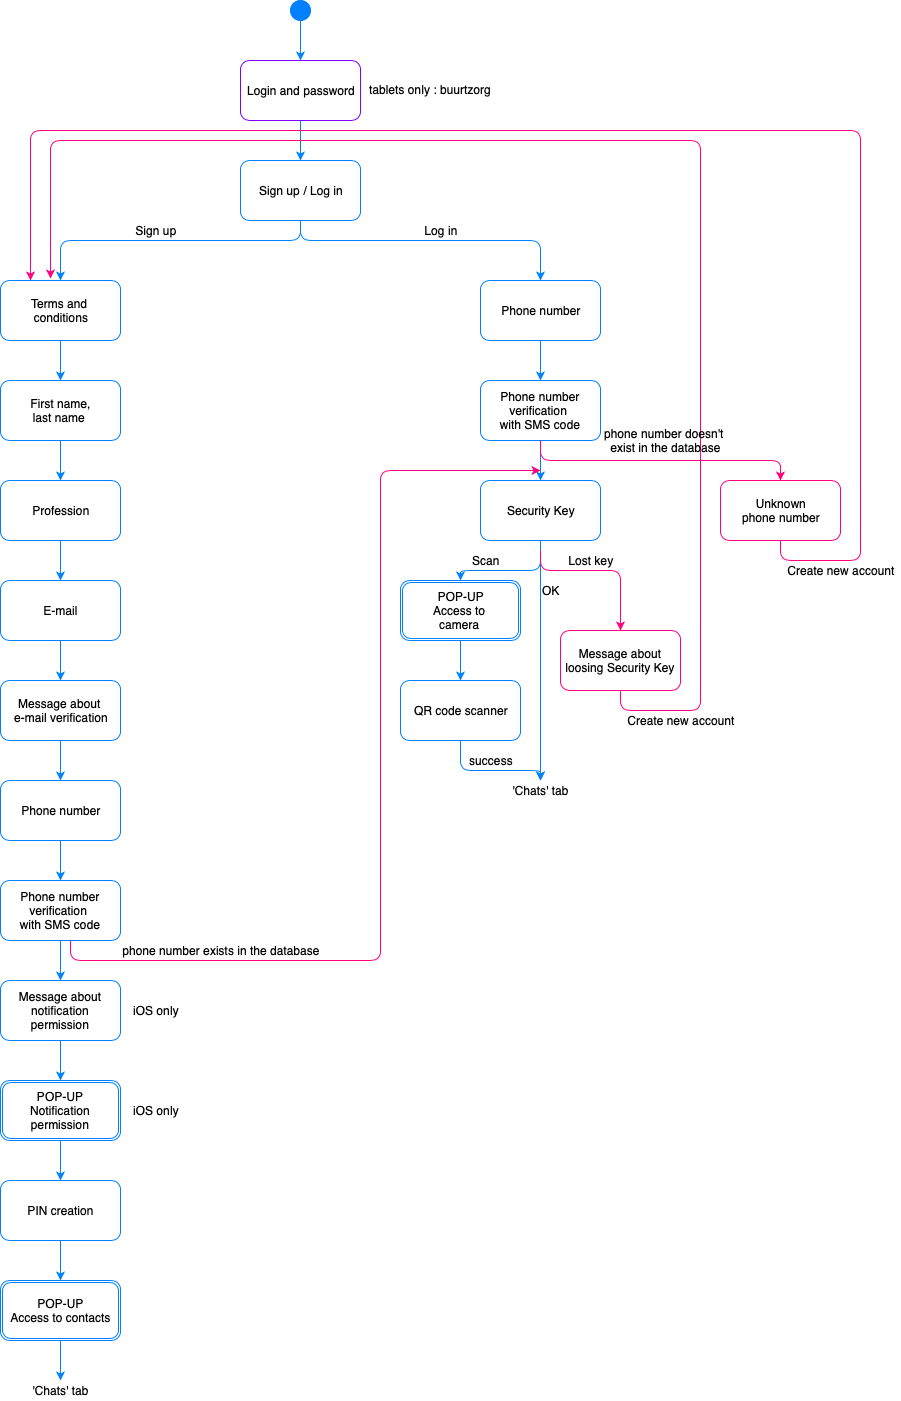 Login and password
tablets only : buurtzorg
Sign up / Log in
Sign up
Log in
Terms and
conditions
Phone number
First name,
last name
Phone number
verification
with SMS code
phone number doesn't
exist in the database
Profession
Security Key
Unknown
phone number
Scan
Lost key
Create new account
E-mail
POP-UP
Access to
camera
OK
Message about
loosing Security Key
Message about
e-mail verification
QR code scanner
Create new account
success
'Chats' tab
Phone number
Phone number
verification
with SMS code
phone number exists in the database
Message about
notification
permission
iOS only
POP-UP
Notification
permission
iOS only
PIN creation
POP-UP
Access to contacts
'Chats' tab